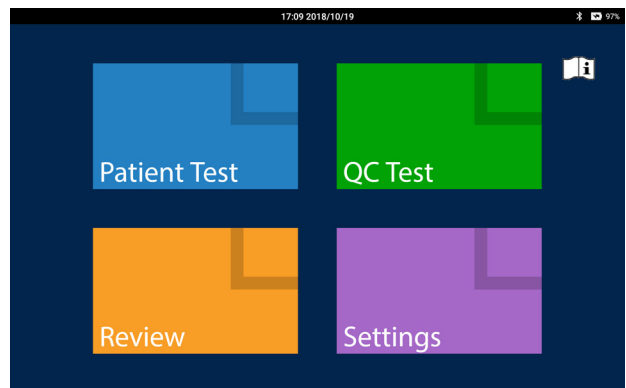 17:09 2018/10/19 97%
Patient Test
QC Test
Review
Settings
i